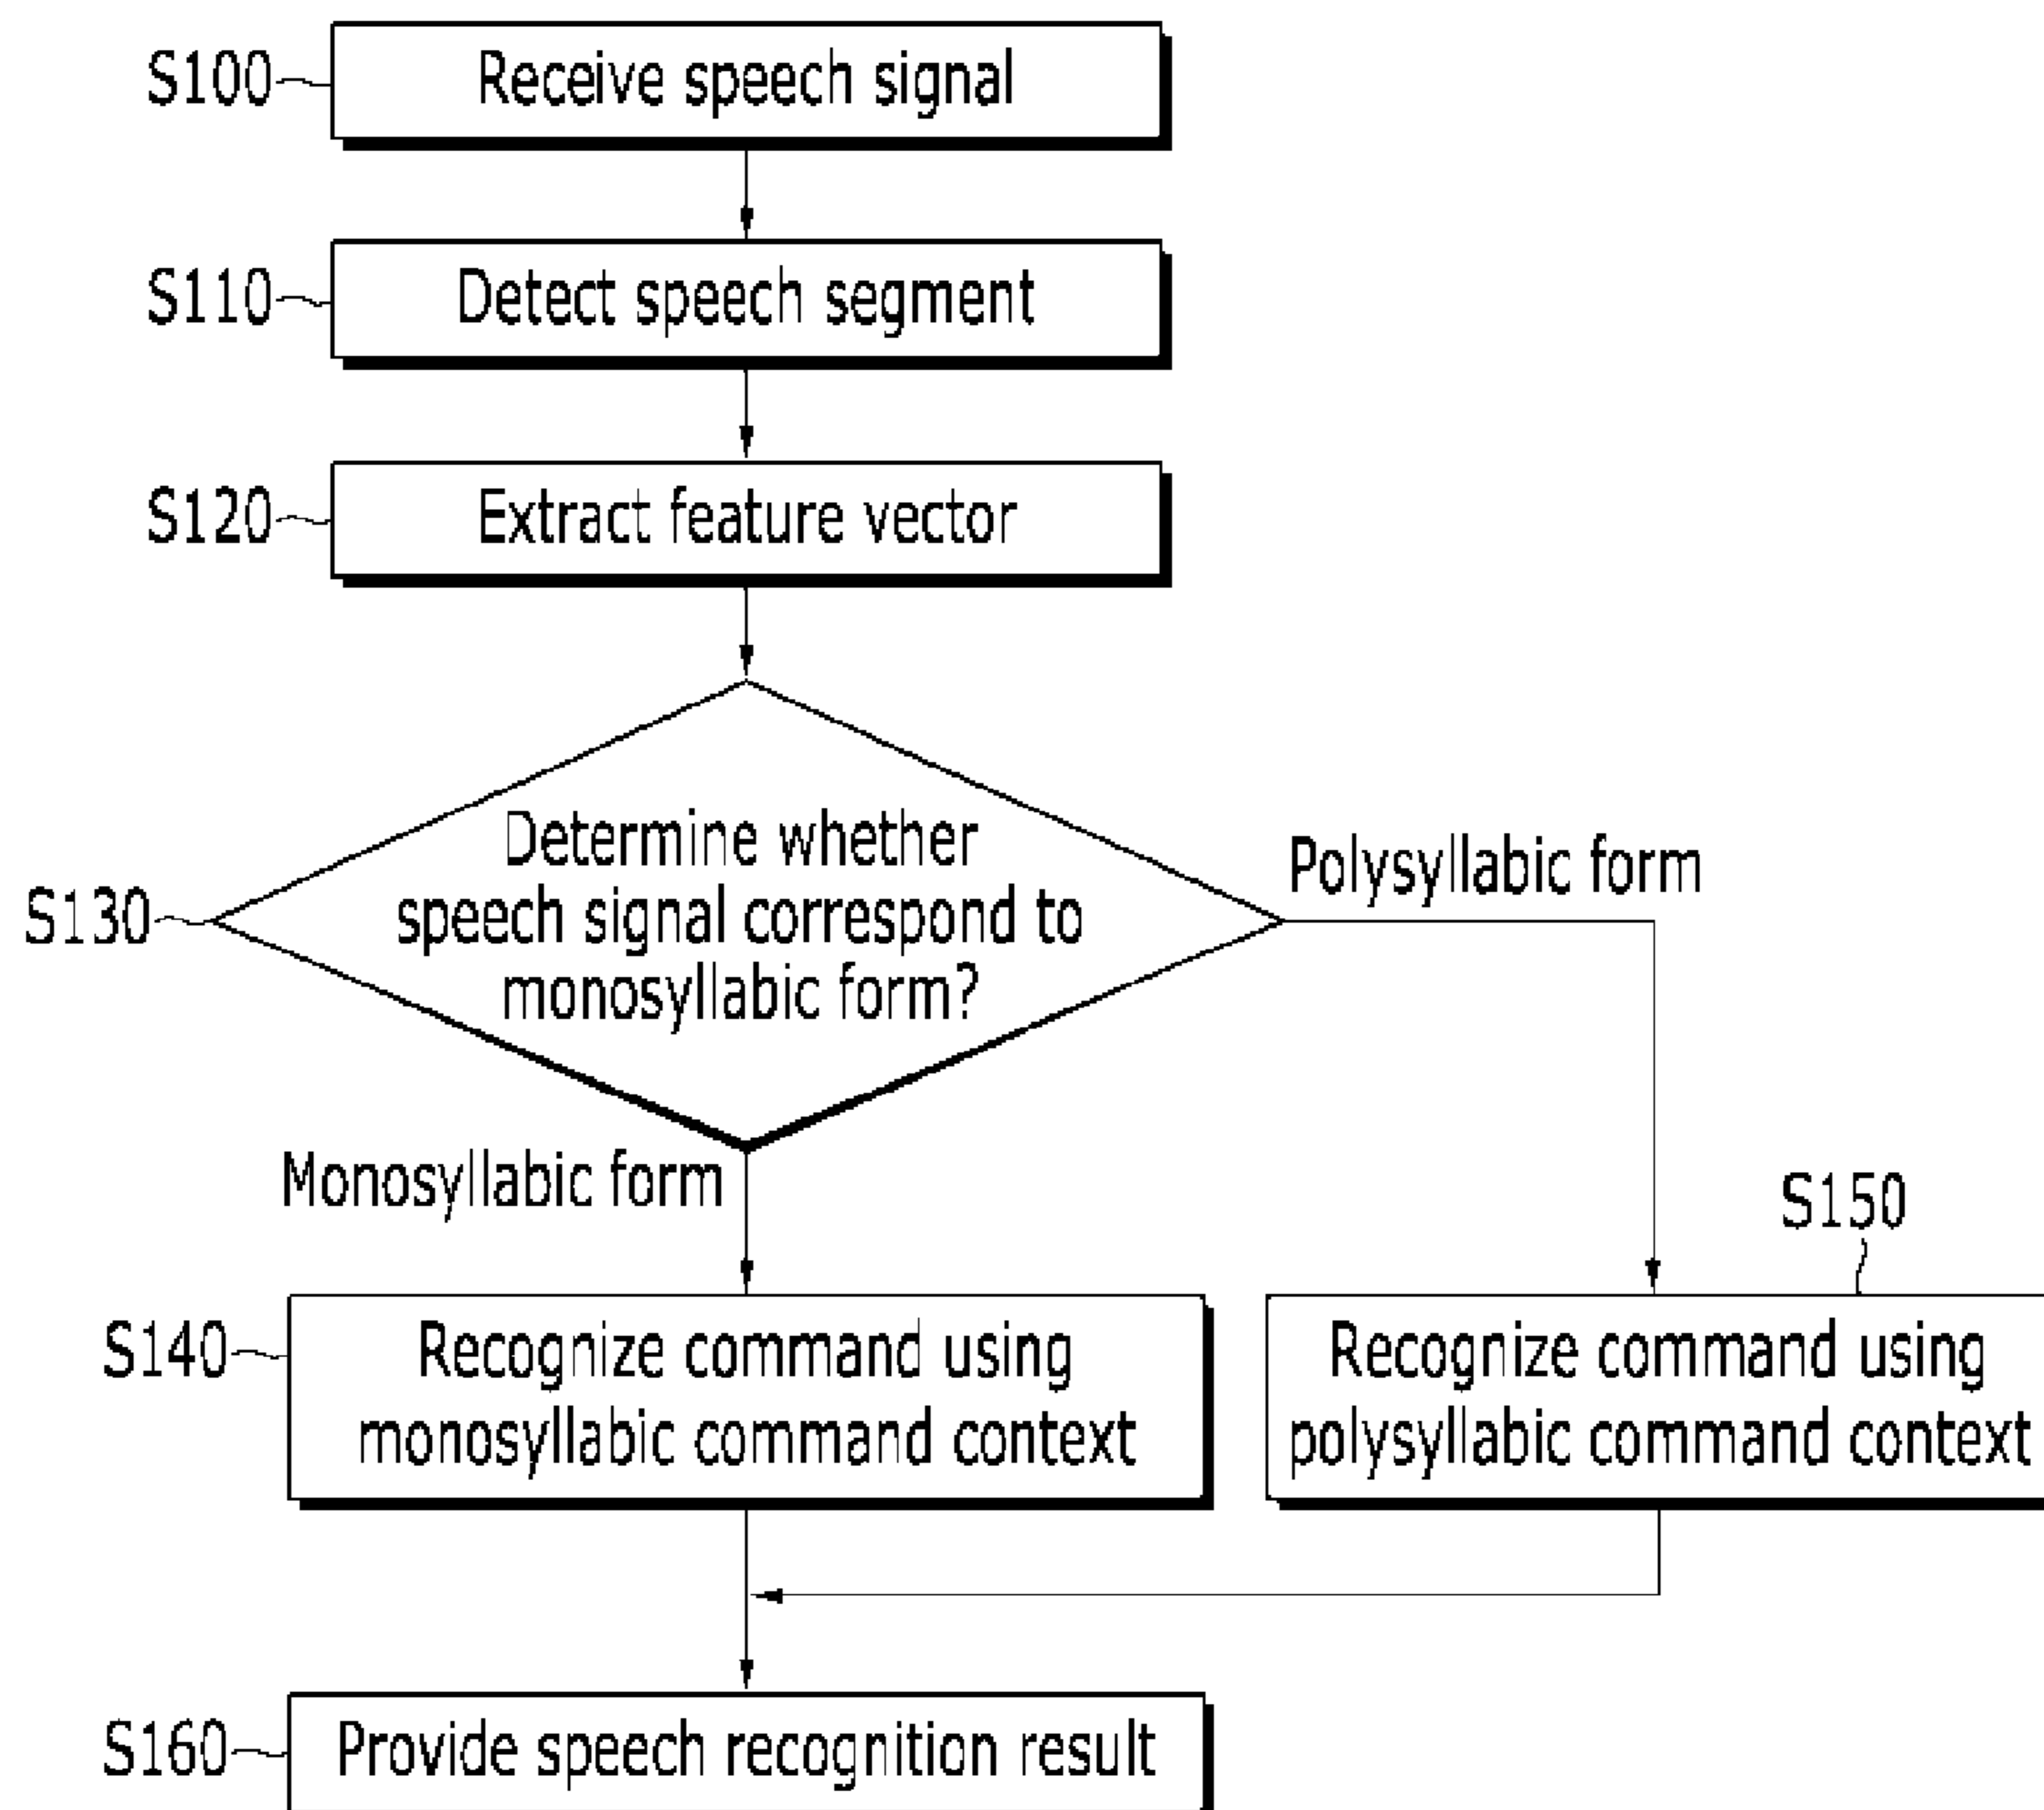 S100
Receive speech signal
S110
Detect speech segment
S120
Extract feature vector
S130
Determine whether
speech signal correspond to
monosyllabic form?
Polysyllabic form
Monosyllabic form
S140
Recognize command using
monosyllabic command context
S150
Recognize command using
polysyllabic command context
S160
Provide speech recognition result